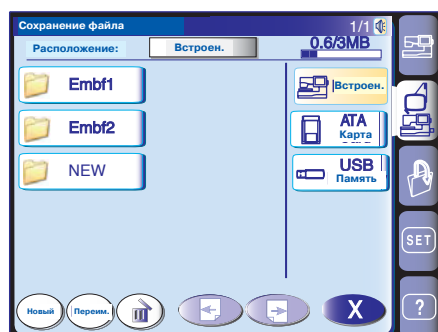 Сохранение файла 1/1
Расположение: Встроен. 0.6/3MB
Embf1
Embf2
NEW
Встроен.
ATA
Карта
USB
Память
SET
?
Новый Переим. X